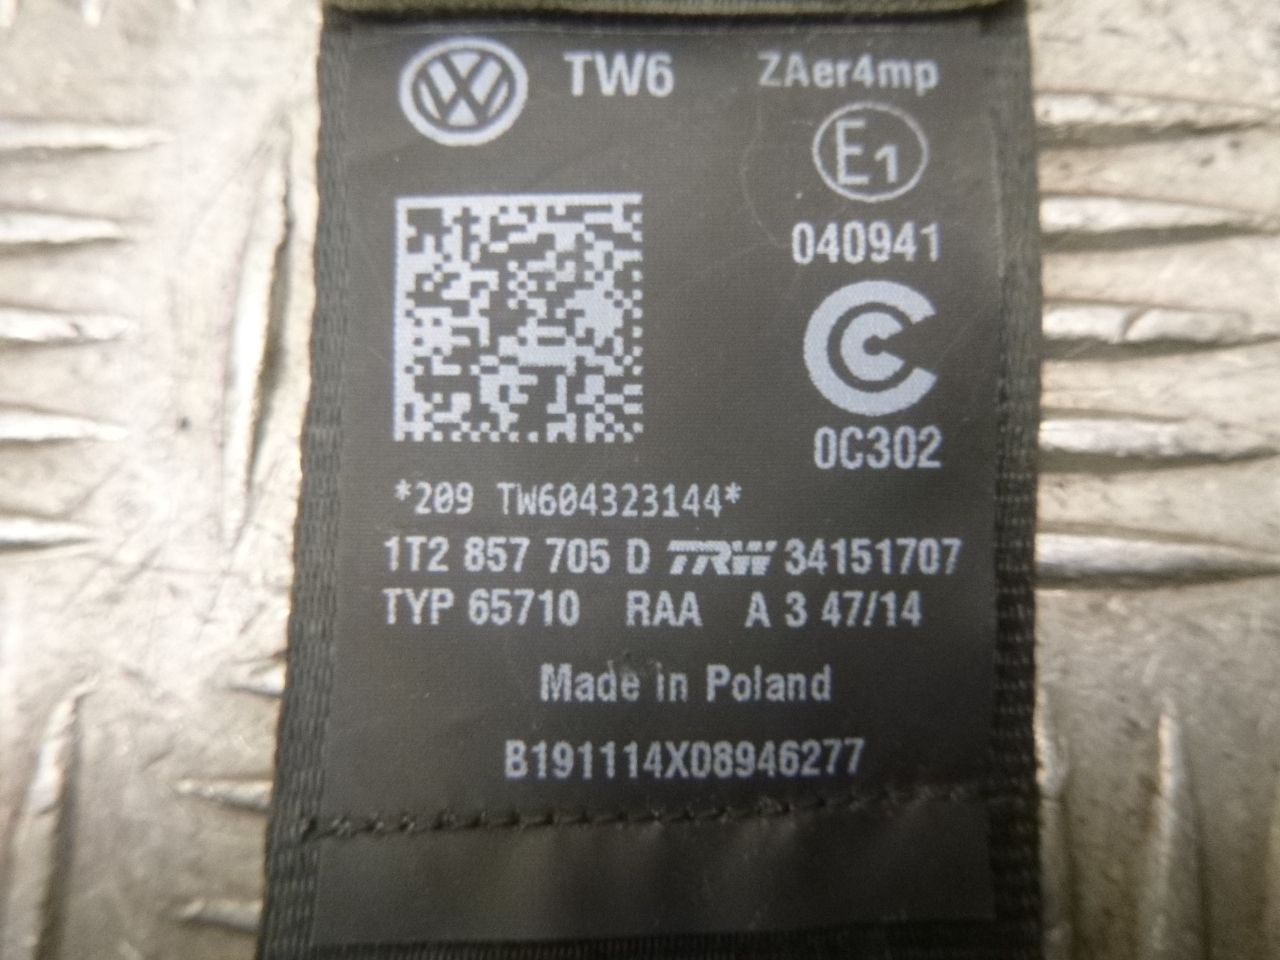 TW6 ZAer4mp
E1
040941
0C302
*209 TW604323144*
1T2 857 705 D TRW 34151707
TYP 65710 RAA A 3 47/14
Made in Poland
B191114X08946277